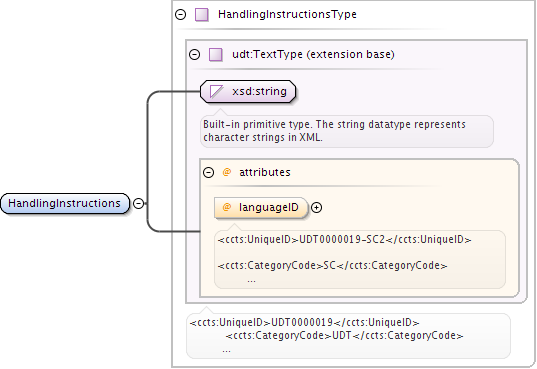 HandlingInstructionsType
udt:TextType (extension base)
xsd:string
Built-in primitive type. The string datatype represents
character strings in XML.
@ attributes
HandlingInstructions
@ languageID
<ccts:UniqueID>UDT0000019-SC2</ccts:UniqueID>
<ccts:CategoryCode>SC</ccts:CategoryCode>
...
<ccts:UniqueID>UDT0000019</ccts:UniqueID>
<ccts:CategoryCode>UDT</ccts:CategoryCode>
...